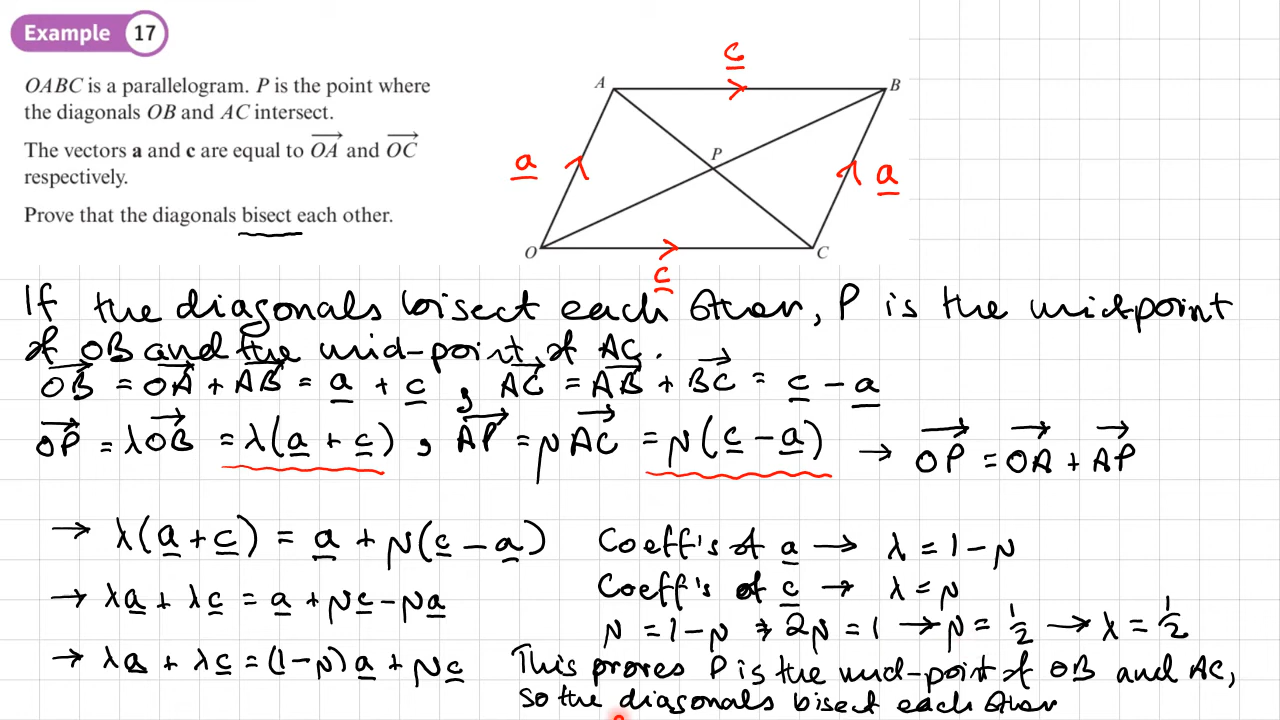 Example 17
OABC is a parallelogram. P is the point where
the diagonals OB and AC intersect.
The vectors a and c are equal to OA→ and OC→
respectively.
Prove that the diagonals bisect each other.
c
A
B
P
a
a
O
C
c
If the diagonals bisect each other, P is the mid-point
of OB and the mid-point of AC.
OB→ = OA→ + AB→ = a + c , AC→ = AB→ + BC→ = c - a
OP→ = λOB→ = λ(a + c) , AP→ = μAC→ = μ(c - a) → OP→ = OA→ + AP→
→ λ(a + c) = a + μ(c - a)
→ λa + λc = a + μc - μa
→ λa + λc = (1-μ)a + μc
Coeff's of a → λ = 1 - μ
Coeff's of c → λ = μ
μ = 1 - μ → 2μ = 1 → μ = 1/2 → λ = 1/2
This proves P is the mid-point of OB and AC,
so the diagonals bisect each other